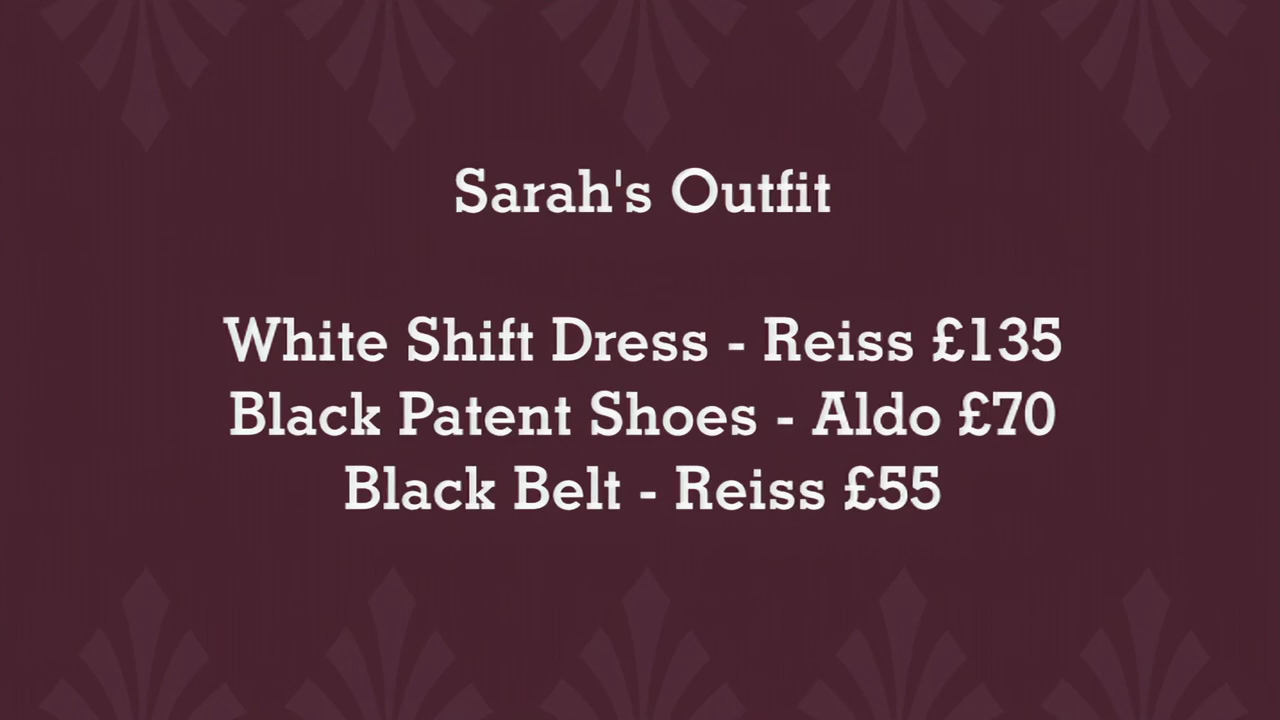 Sarah's Outfit
White Shift Dress - Reiss £135
Black Patent Shoes - Aldo £70
Black Belt - Reiss £55